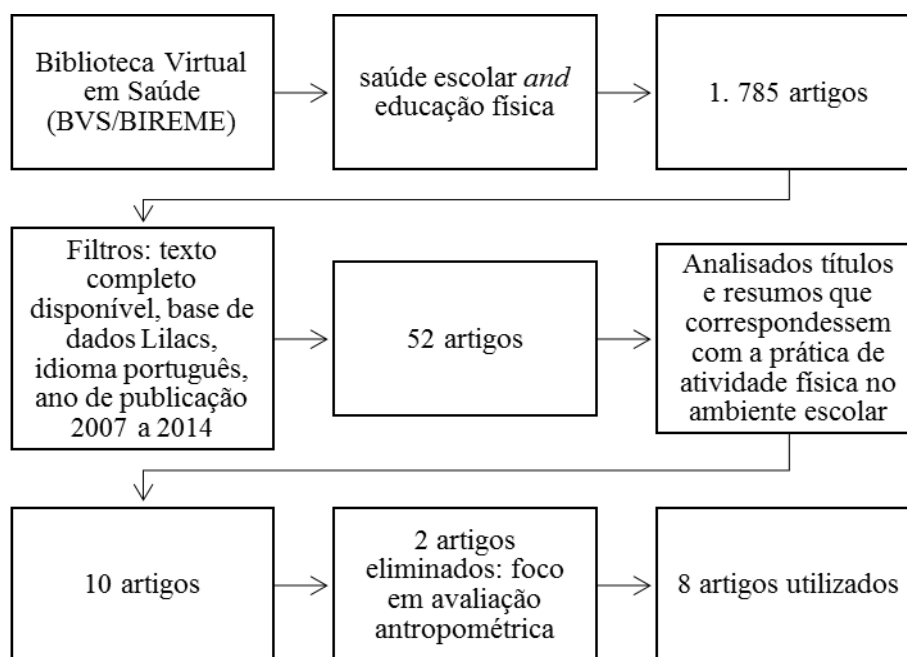 Biblioteca Virtual
em Saúde
(BVS/BIREME)
saúde escolar and
educação física
1. 785 artigos
Filtros: texto
completo
disponível, base de
dados Lilacs,
idioma português,
ano de publicação
2007 a 2014
52 artigos
Analisados títulos
e resumos que
correspondessem
com a prática de
atividade física no
ambiente escolar
10 artigos
2 artigos
eliminados: foco
em avaliação
antropométrica
8 artigos utilizados